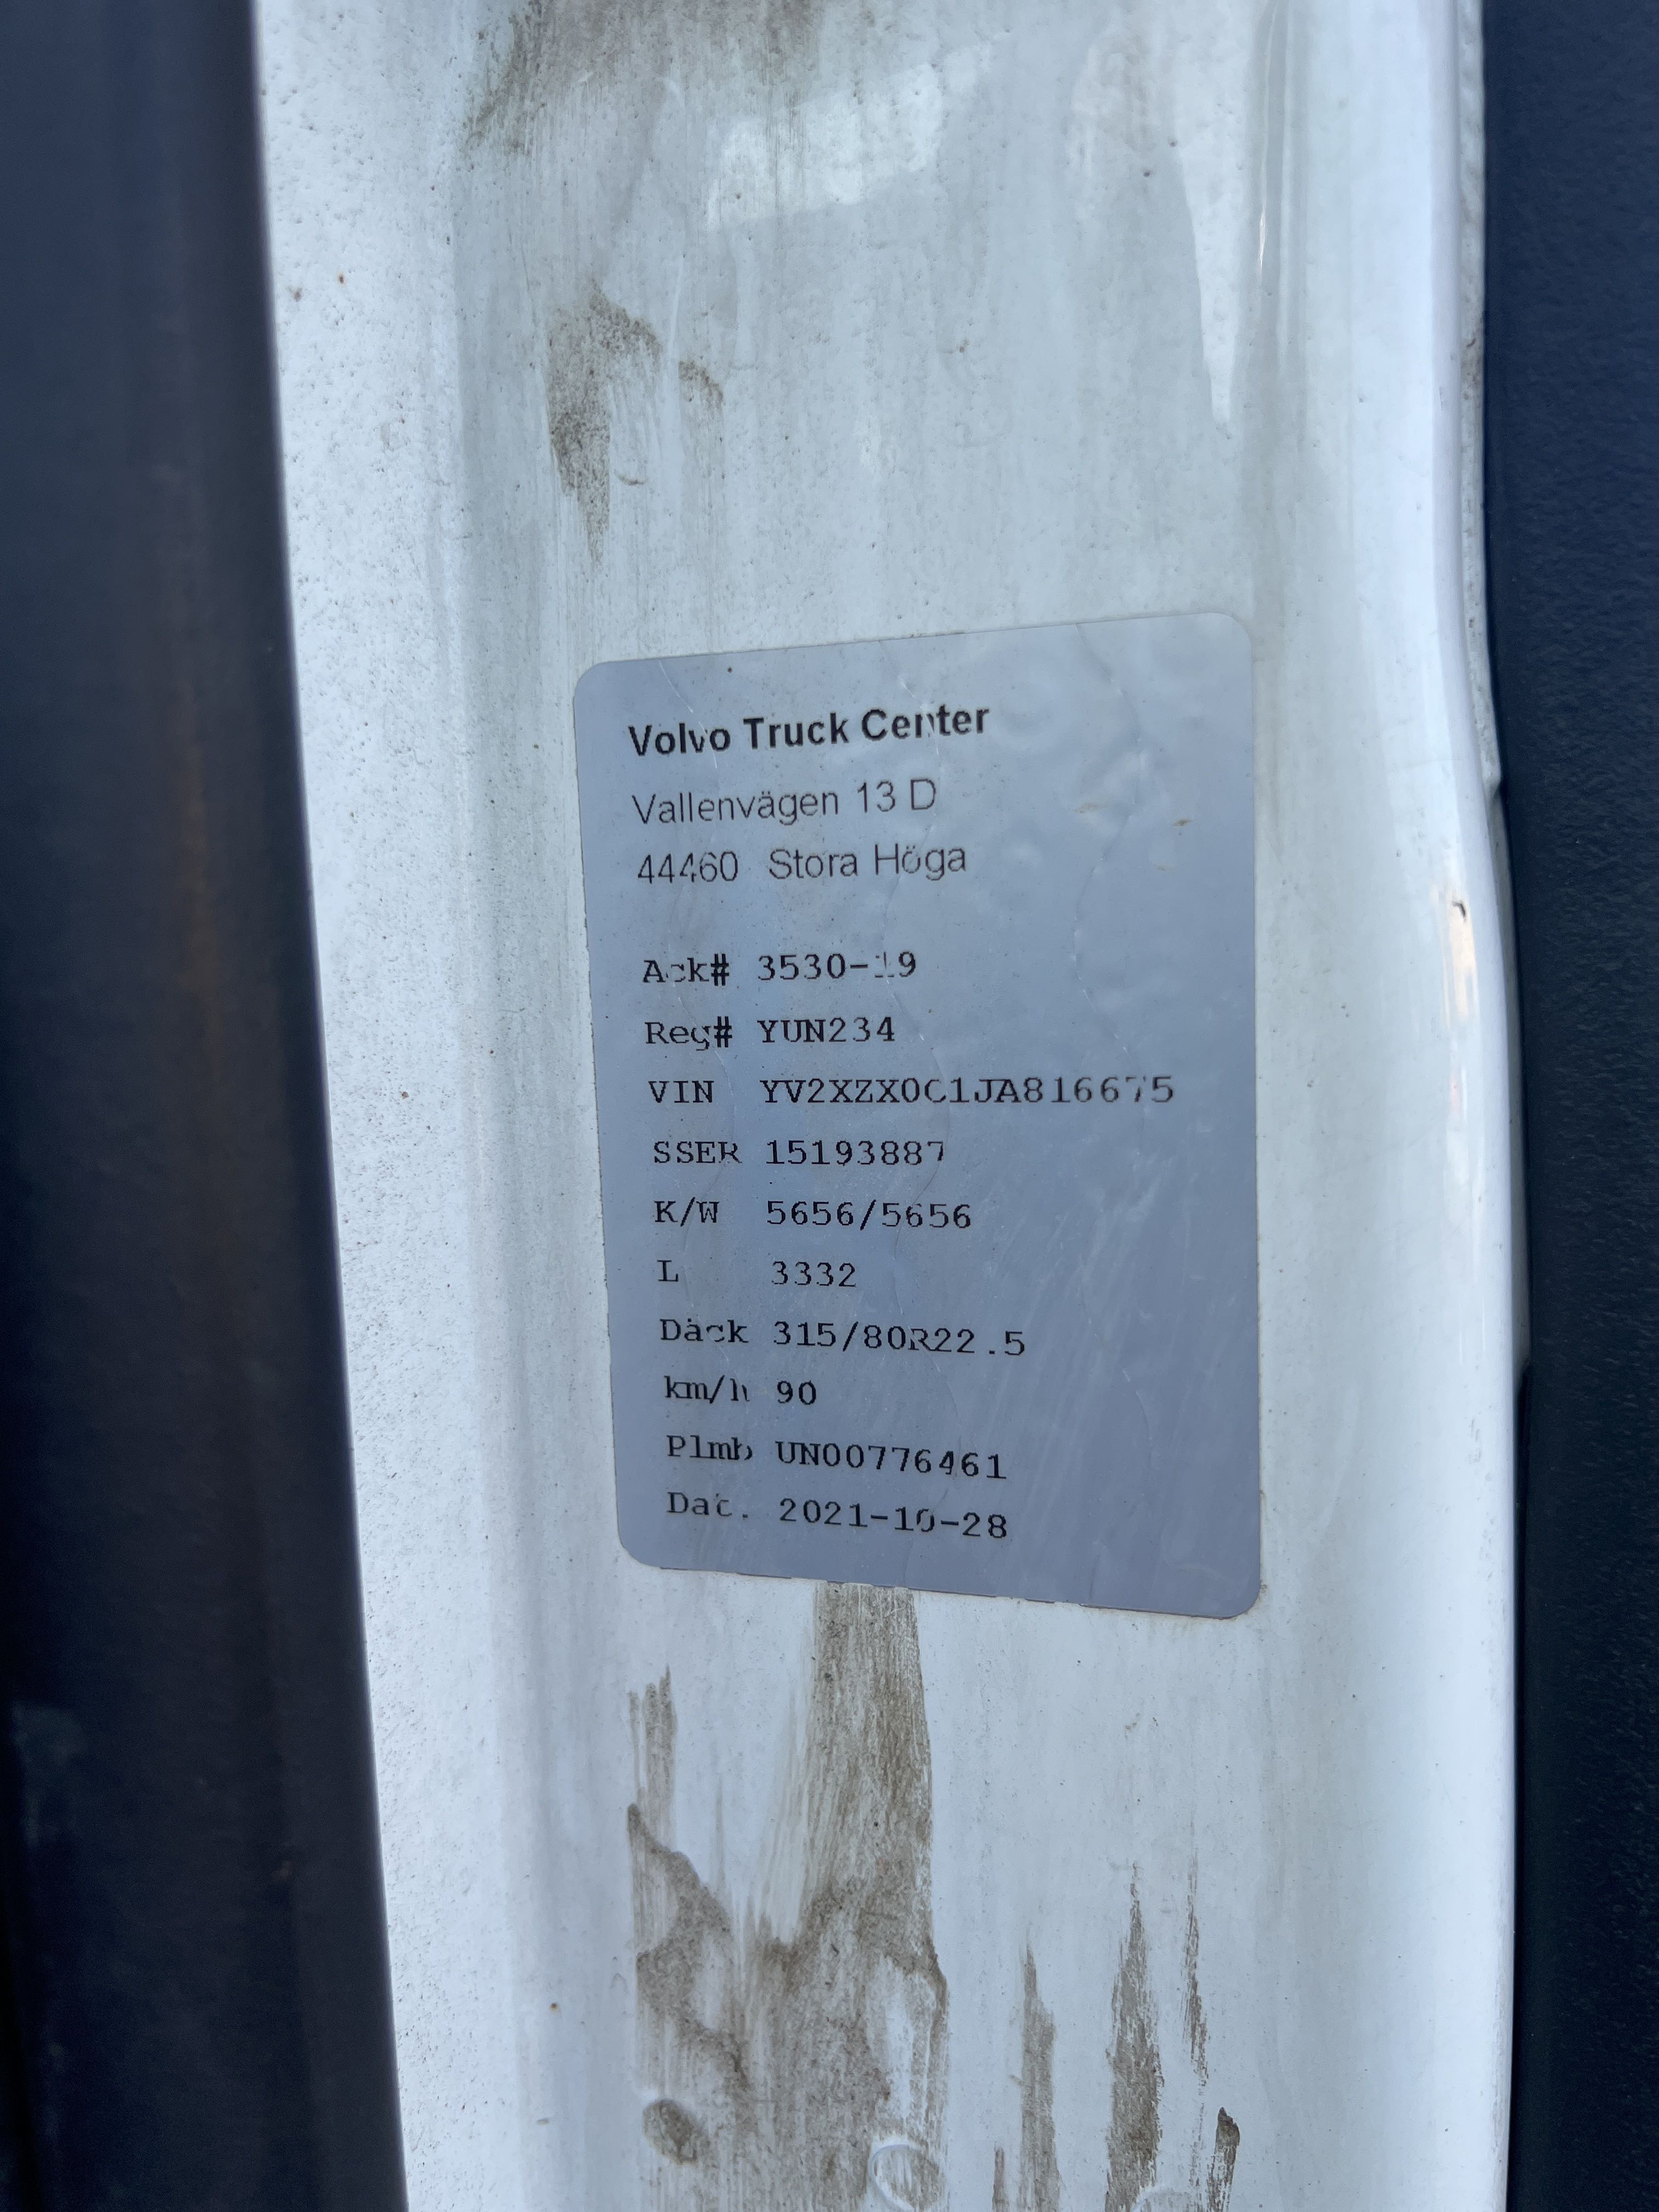 Volvo Truck Center
Vallenvägen 13 D
44460 Stora Höga
Ack# 3530-19
Reg# YUN234
VIN YV2XZX0C1JA816675
SSER 15193887
K/W 5656/5656
L 3332
Däck 315/80R22.5
km/h 90
Plmb UN00776461
Dat. 2021-10-28